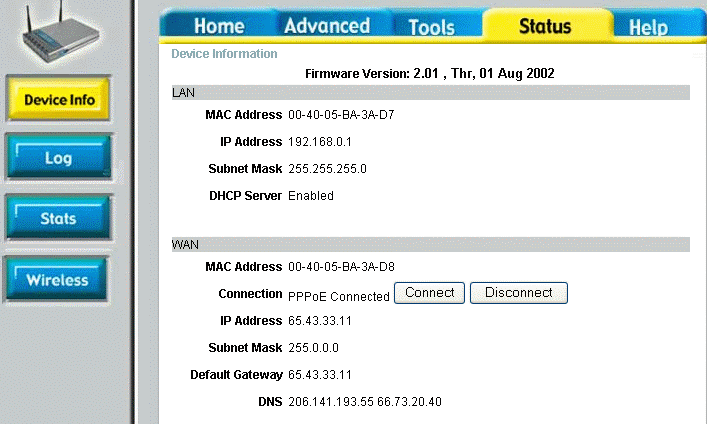 Home Advanced Tools Status Help
Device Information
Firmware Version: 2.01 , Thr, 01 Aug 2002
Device Info
Log
Stats
Wireless
LAN
MAC Address 00-40-05-BA-3A-D7
IP Address 192.168.0.1
Subnet Mask 255.255.255.0
DHCP Server Enabled
WAN
MAC Address 00-40-05-BA-3A-D8
Connection PPPoE Connected Connect Disconnect
IP Address 65.43.33.11
Subnet Mask 255.0.0.0
Default Gateway 65.43.33.11
DNS 206.141.193.55 66.73.20.40